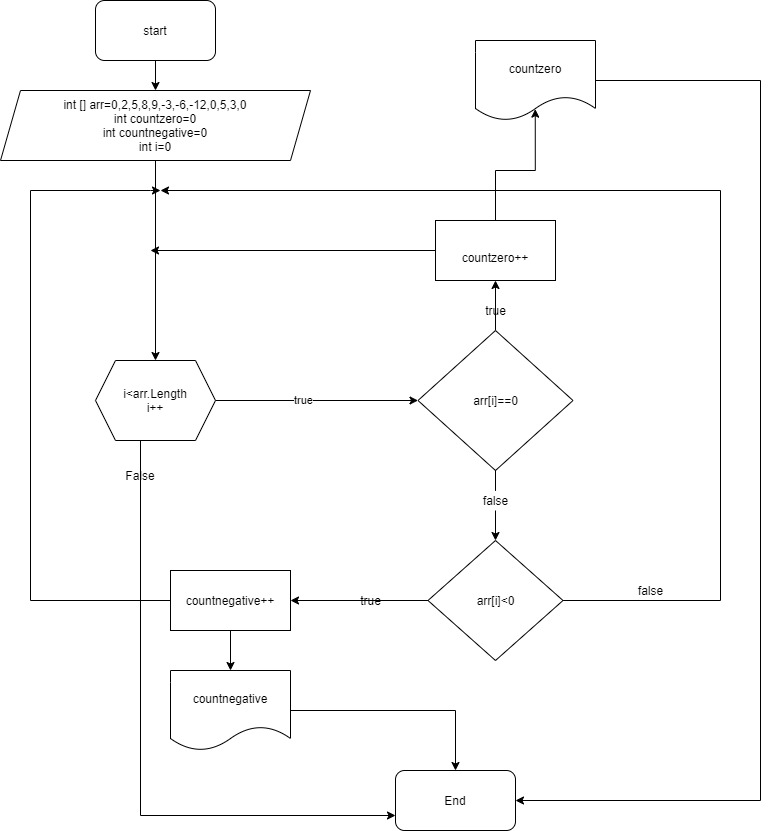 start
int [] arr=0,2,5,8,9,-3,-6,-12,0,5,3,0
int countzero=0
int countnegative=0
int i=0
countzero
countzero++
true
i<arr.Length
i++
true
arr[i]==0
False
false
countnegative++
true
arr[i]<0
false
countnegative
End